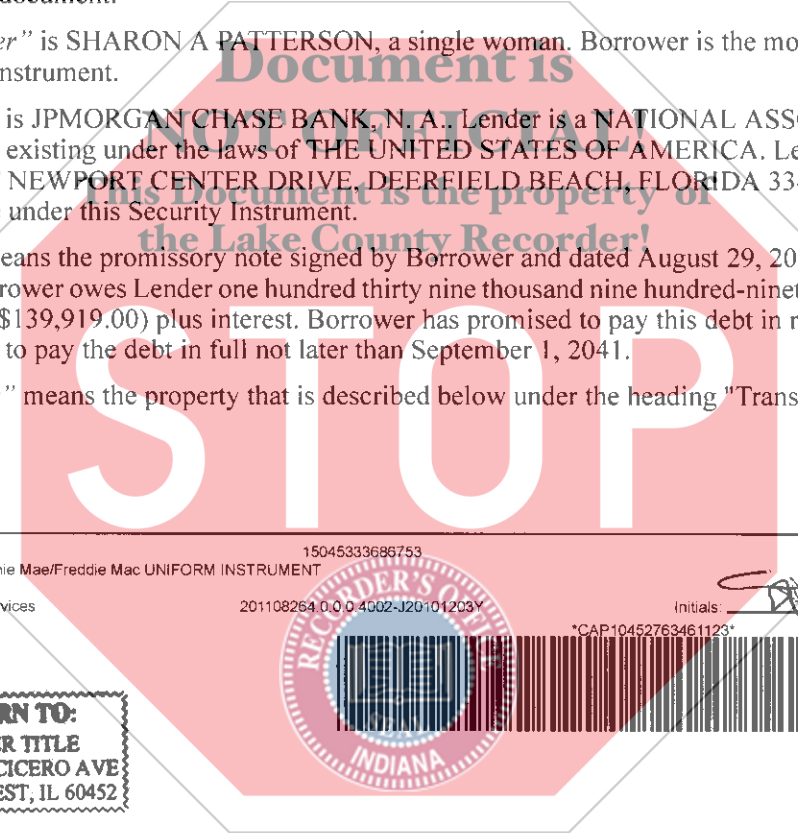 document.
er" is SHARON A PATTERSON, a single woman. Borrower is the mo
nstrument.
is JPMORGAN CHASE BANK, N. A.. Lender is a NATIONAL ASSO
existing under the laws of THE UNITED STATES OF AMERICA. Le
NEWPORT CENTER DRIVE, DEERFIELD BEACH, FLORIDA 33
under this Security Instrument.
eans the promissory note signed by Borrower and dated August 29, 20
rower owes Lender one hundred thirty nine thousand nine hundred-ninet
$139,919.00) plus interest. Borrower has promised to pay this debt in r
to pay the debt in full not later than September 1, 2041.
" means the property that is described below under the heading "Trans
Document is
NOT OFFICIAL!
This Document is the property of
the Lake County Recorder!
STOP
15045333686753
nie Mae/Freddie Mac UNIFORM INSTRUMENT
vices
201108264.0.0.0.4002-J20101203Y
Initials:
*CAP10452763461123*
RECORDER'S OFFICE
SEAL
INDIANA
RN TO:
R TITLE
CICERO AVE
EST, IL 60452